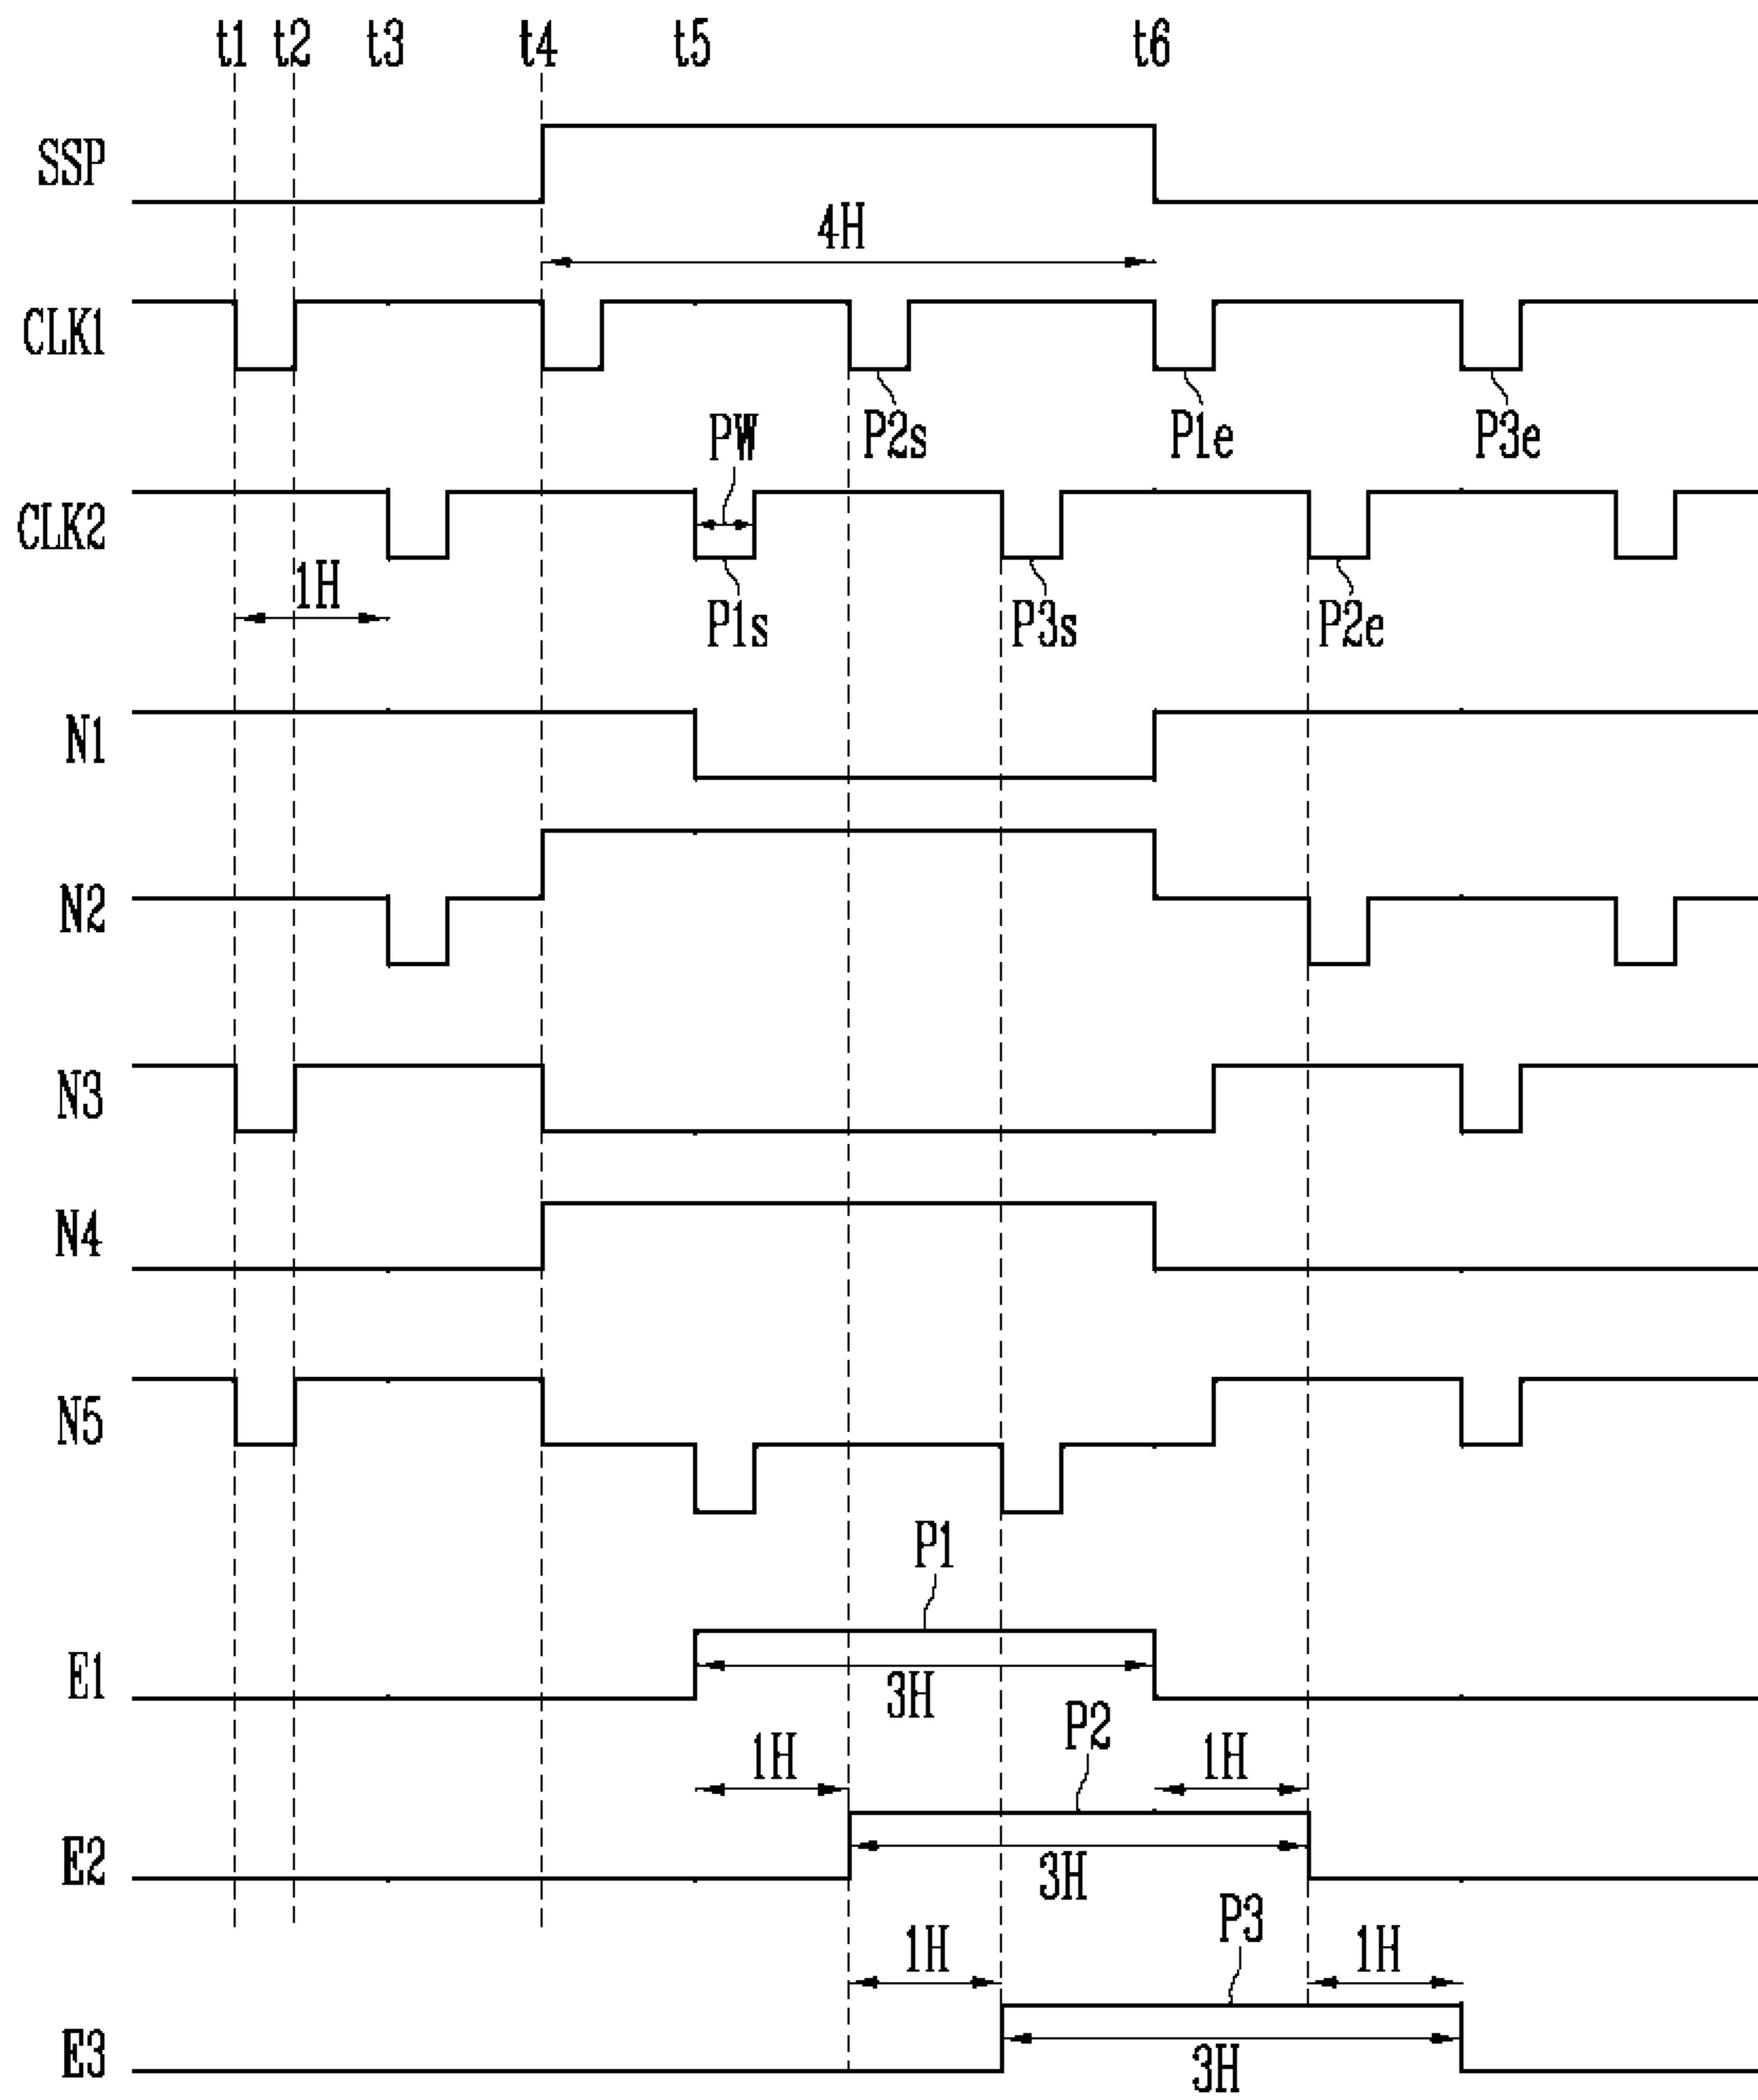 t1 t2 t3 t4 t5 t6
SSP
4H
CLK1
P2s P1e P3e
PW
CLK2
1H
P1s P3s P2e
N1
N2
N3
N4
N5
P1
E1
3H
P2
1H 1H
E2
3H
P3
1H 1H
E3
3H